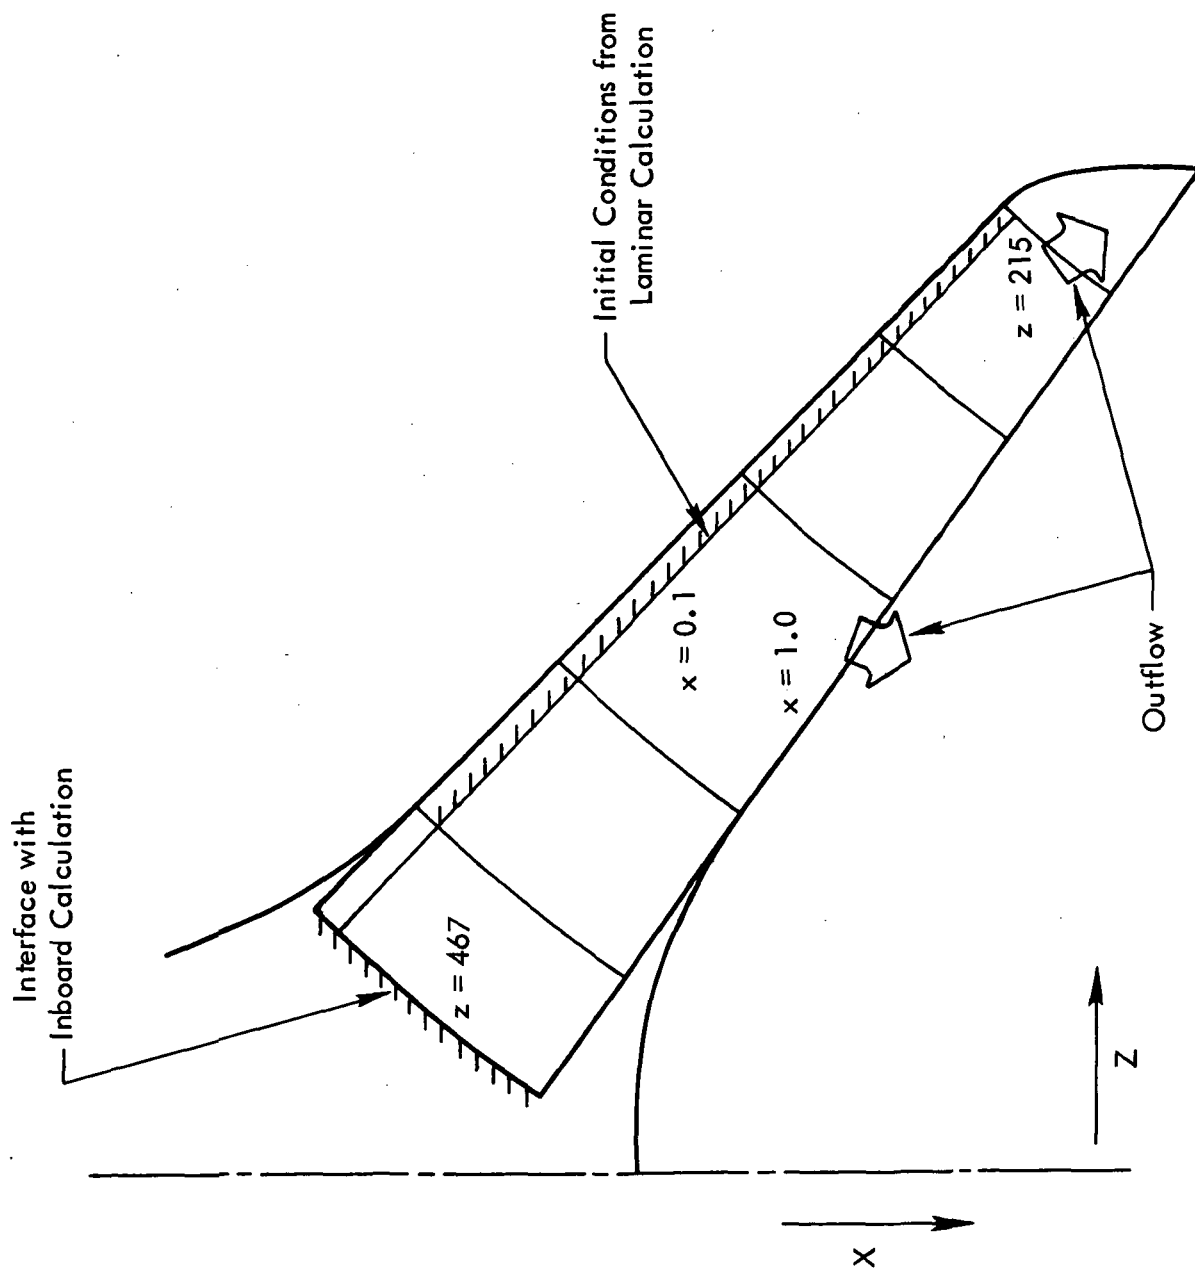 Interface with
Inboard Calculation
Initial Conditions from
Laminar Calculation
z = 467
x = 0.1
x = 1.0
z = 215
Outflow
Z
X